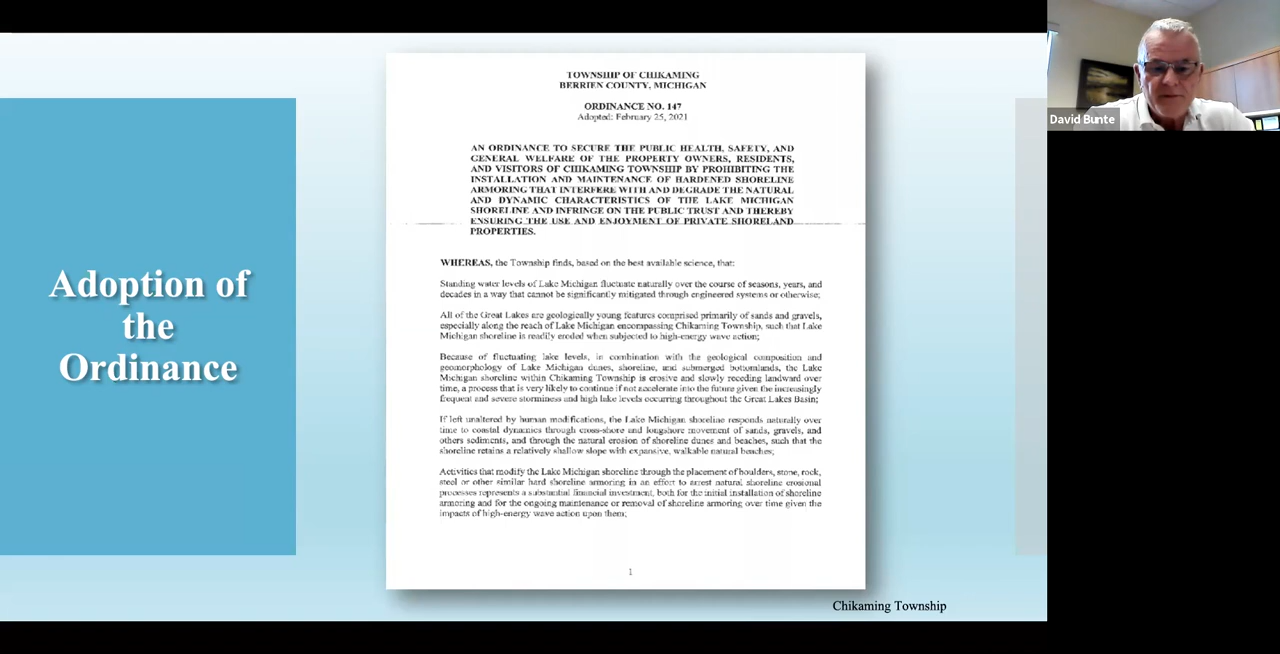 Adoption of
the
Ordinance
TOWNSHIP OF CHIKAMING
BERRIEN COUNTY, MICHIGAN
ORDINANCE NO. 147
Adopted: February 25, 2021
AN ORDINANCE TO SECURE THE PUBLIC HEALTH, SAFETY, AND
GENERAL WELFARE OF THE PROPERTY OWNERS, RESIDENTS,
AND VISITORS OF CHIKAMING TOWNSHIP BY PROHIBITING THE
INSTALLATION AND MAINTENANCE OF HARDENED SHORELINE
ARMORING THAT INTERFERE WITH AND DEGRADE THE NATURAL
AND DYNAMIC CHARACTERISTICS OF THE LAKE MICHIGAN
SHORELINE AND INFRINGE ON THE PUBLIC TRUST AND THEREBY
ENSURING THE USE AND ENJOYMENT OF PRIVATE SHORELAND
PROPERTIES.
WHEREAS, the Township finds, based on the best available science, that:
Standing water levels of Lake Michigan fluctuate naturally over the course of seasons, years, and
decades in a way that cannot be significantly mitigated through engineered systems or otherwise;
All of the Great Lakes are geologically young features comprised primarily of sands and gravels,
especially along the reach of Lake Michigan encompassing Chikaming Township, such that Lake
Michigan shoreline is readily eroded when subjected to high-energy wave action;
Because of fluctuating lake levels, in combination with the geological composition and
geomorphology of Lake Michigan dunes, shoreline, and submerged bottomlands, the Lake
Michigan shoreline within Chikaming Township is erosive and slowly receding landward over
time, a process that is very likely to continue if not accelerate into the future given the increasingly
frequent and severe storminess and high lake levels occurring throughout the Great Lakes Basin;
If left unaltered by human modifications, the Lake Michigan shoreline responds naturally over
time to coastal dynamics through cross-shore and longshore movement of sands, gravels, and
others sediments, and through the natural erosion of shoreline dunes and beaches, such that the
shoreline retains a relatively shallow slope with expansive, walkable natural beaches;
Activities that modify the Lake Michigan shoreline through the placement of boulders, stone, rock,
steel or other similar hard shoreline armoring in an effort to arrest natural shoreline erosional
processes represents a substantial financial investment, both for the initial installation of shoreline
armoring and for the ongoing maintenance or removal of shoreline armoring over time given the
impacts of high-energy wave action upon them;
1
Chikaming Township
David Bunte